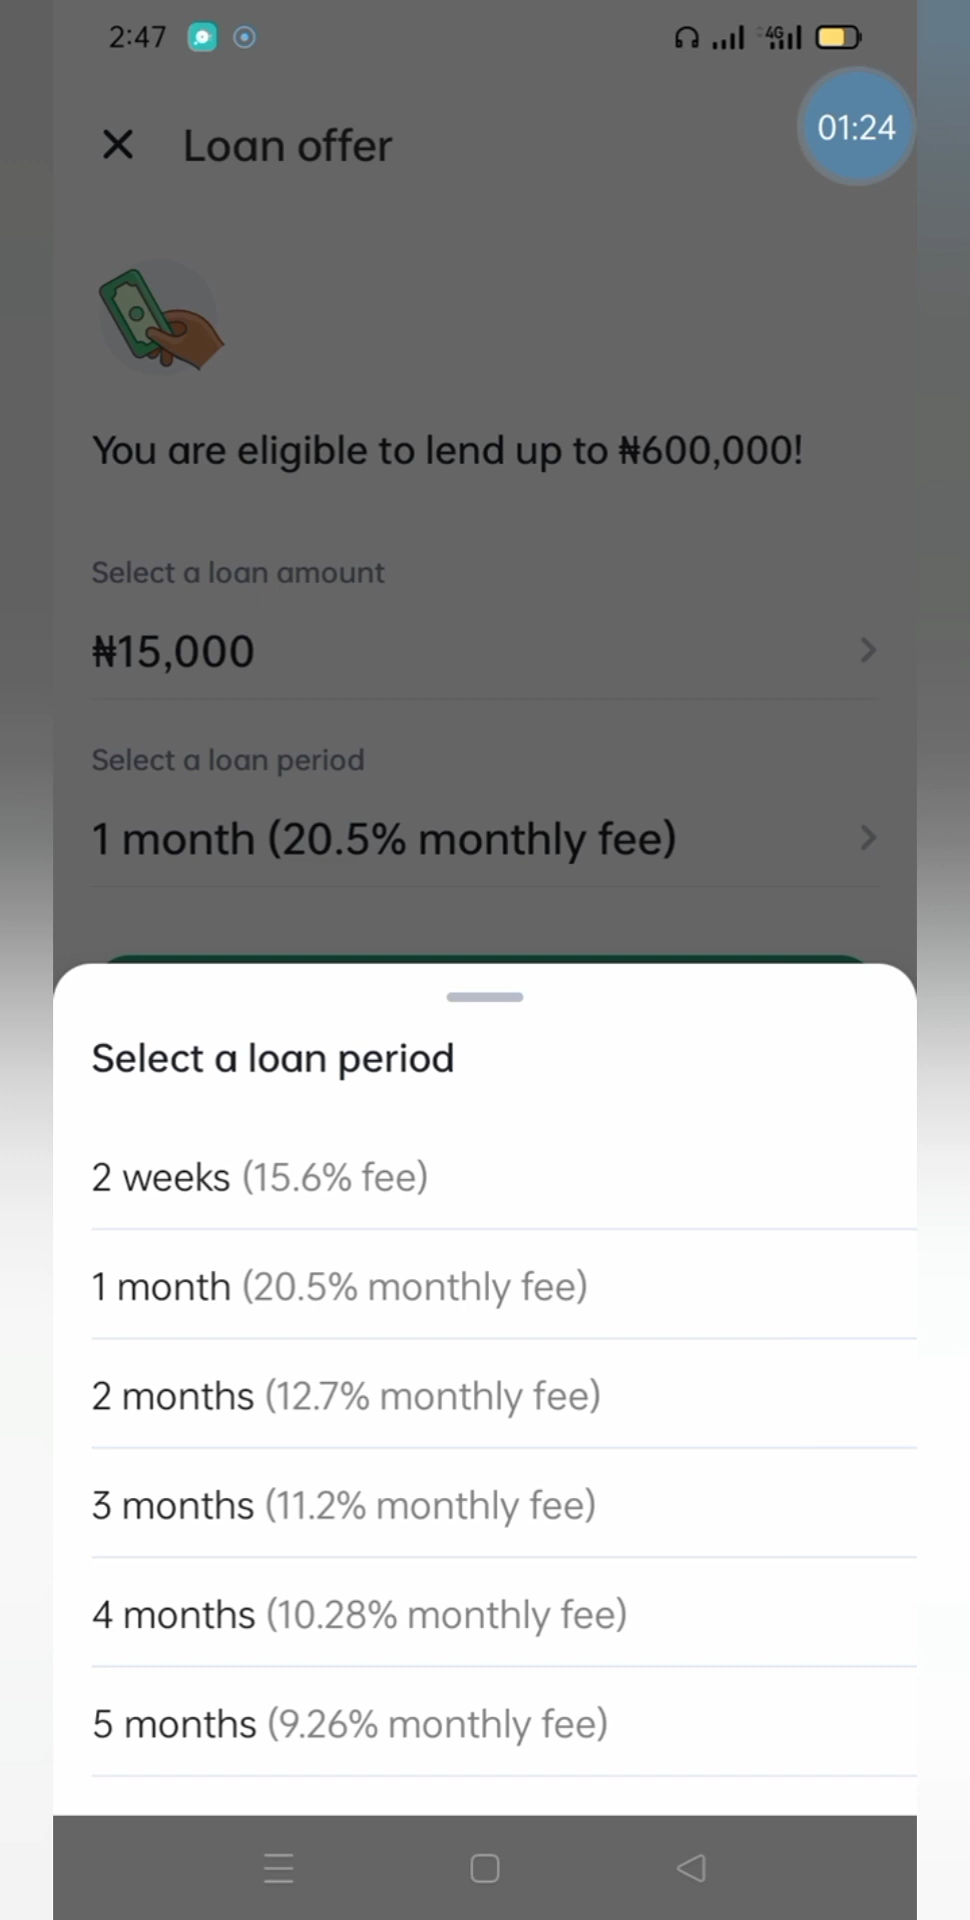 2:47
4G
01:24
Loan offer
You are eligible to lend up to ₦600,000!
Select a loan amount
₦15,000
Select a loan period
1 month (20.5% monthly fee)
Select a loan period
2 weeks (15.6% fee)
1 month (20.5% monthly fee)
2 months (12.7% monthly fee)
3 months (11.2% monthly fee)
4 months (10.28% monthly fee)
5 months (9.26% monthly fee)